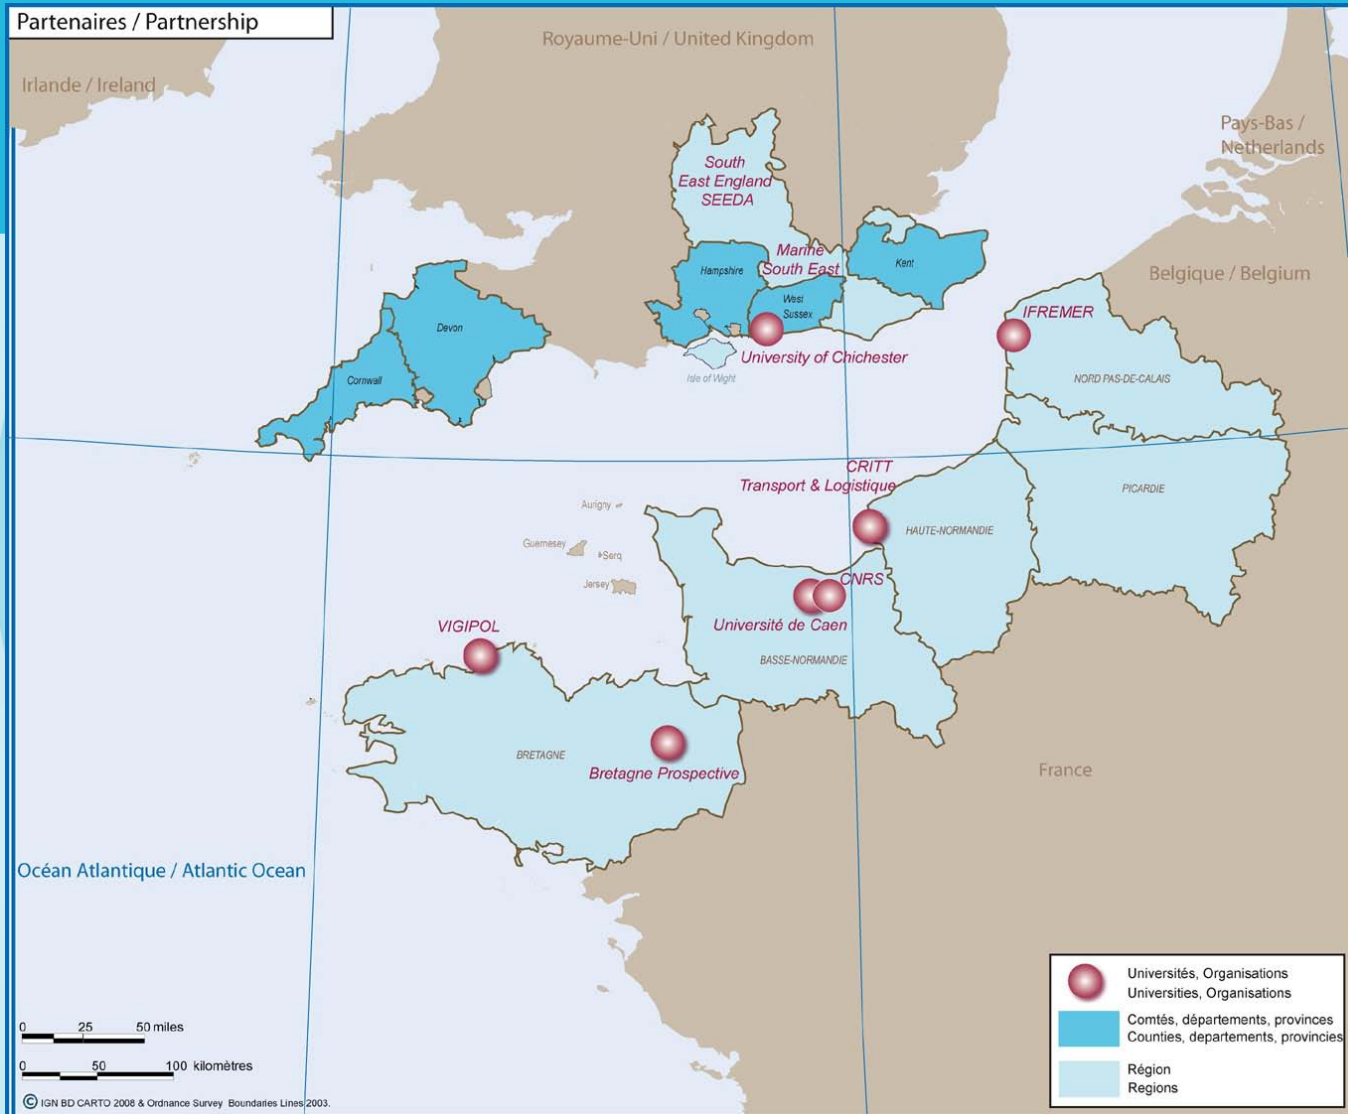 Partenaires / Partnership
Royaume-Uni / United Kingdom
Irlande / Ireland
Pays-Bas /
Netherlands
South
East England
SEEDA
Marine
South East
Hampshire
Kent
West
Sussex
Belgique / Belgium
Devon
IFREMER
University of Chichester
Isle of Wight
Cornwall
NORD PAS-DE-CALAIS
CRITT
Transport & Logistique
PICARDIE
Aurigny
HAUTE-NORMANDIE
Guernesey
Serq
Jersey
CNRS
Université de Caen
VIGIPOL
BASSE-NORMANDIE
BRETAGNE
Bretagne Prospective
France
Océan Atlantique / Atlantic Ocean
Universités, Organisations
Universities, Organisations
Comtés, départements, provinces
Counties, departements, provincies
Région
Regions
0 25 50 miles
0 50 100 kilomètres
© IGN BD CARTO 2008 & Ordnance Survey Boundaries Lines 2003.